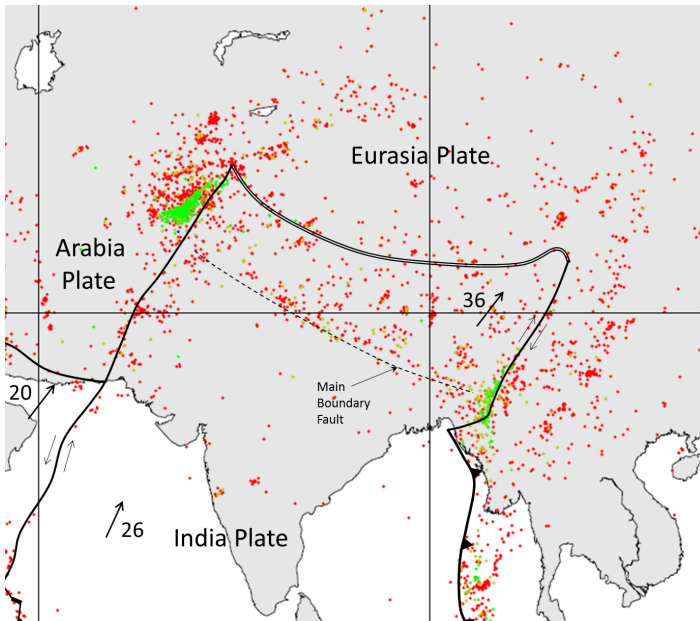 Eurasia Plate
Arabia
Plate
36
20
Main
Boundary
Fault
26
India Plate